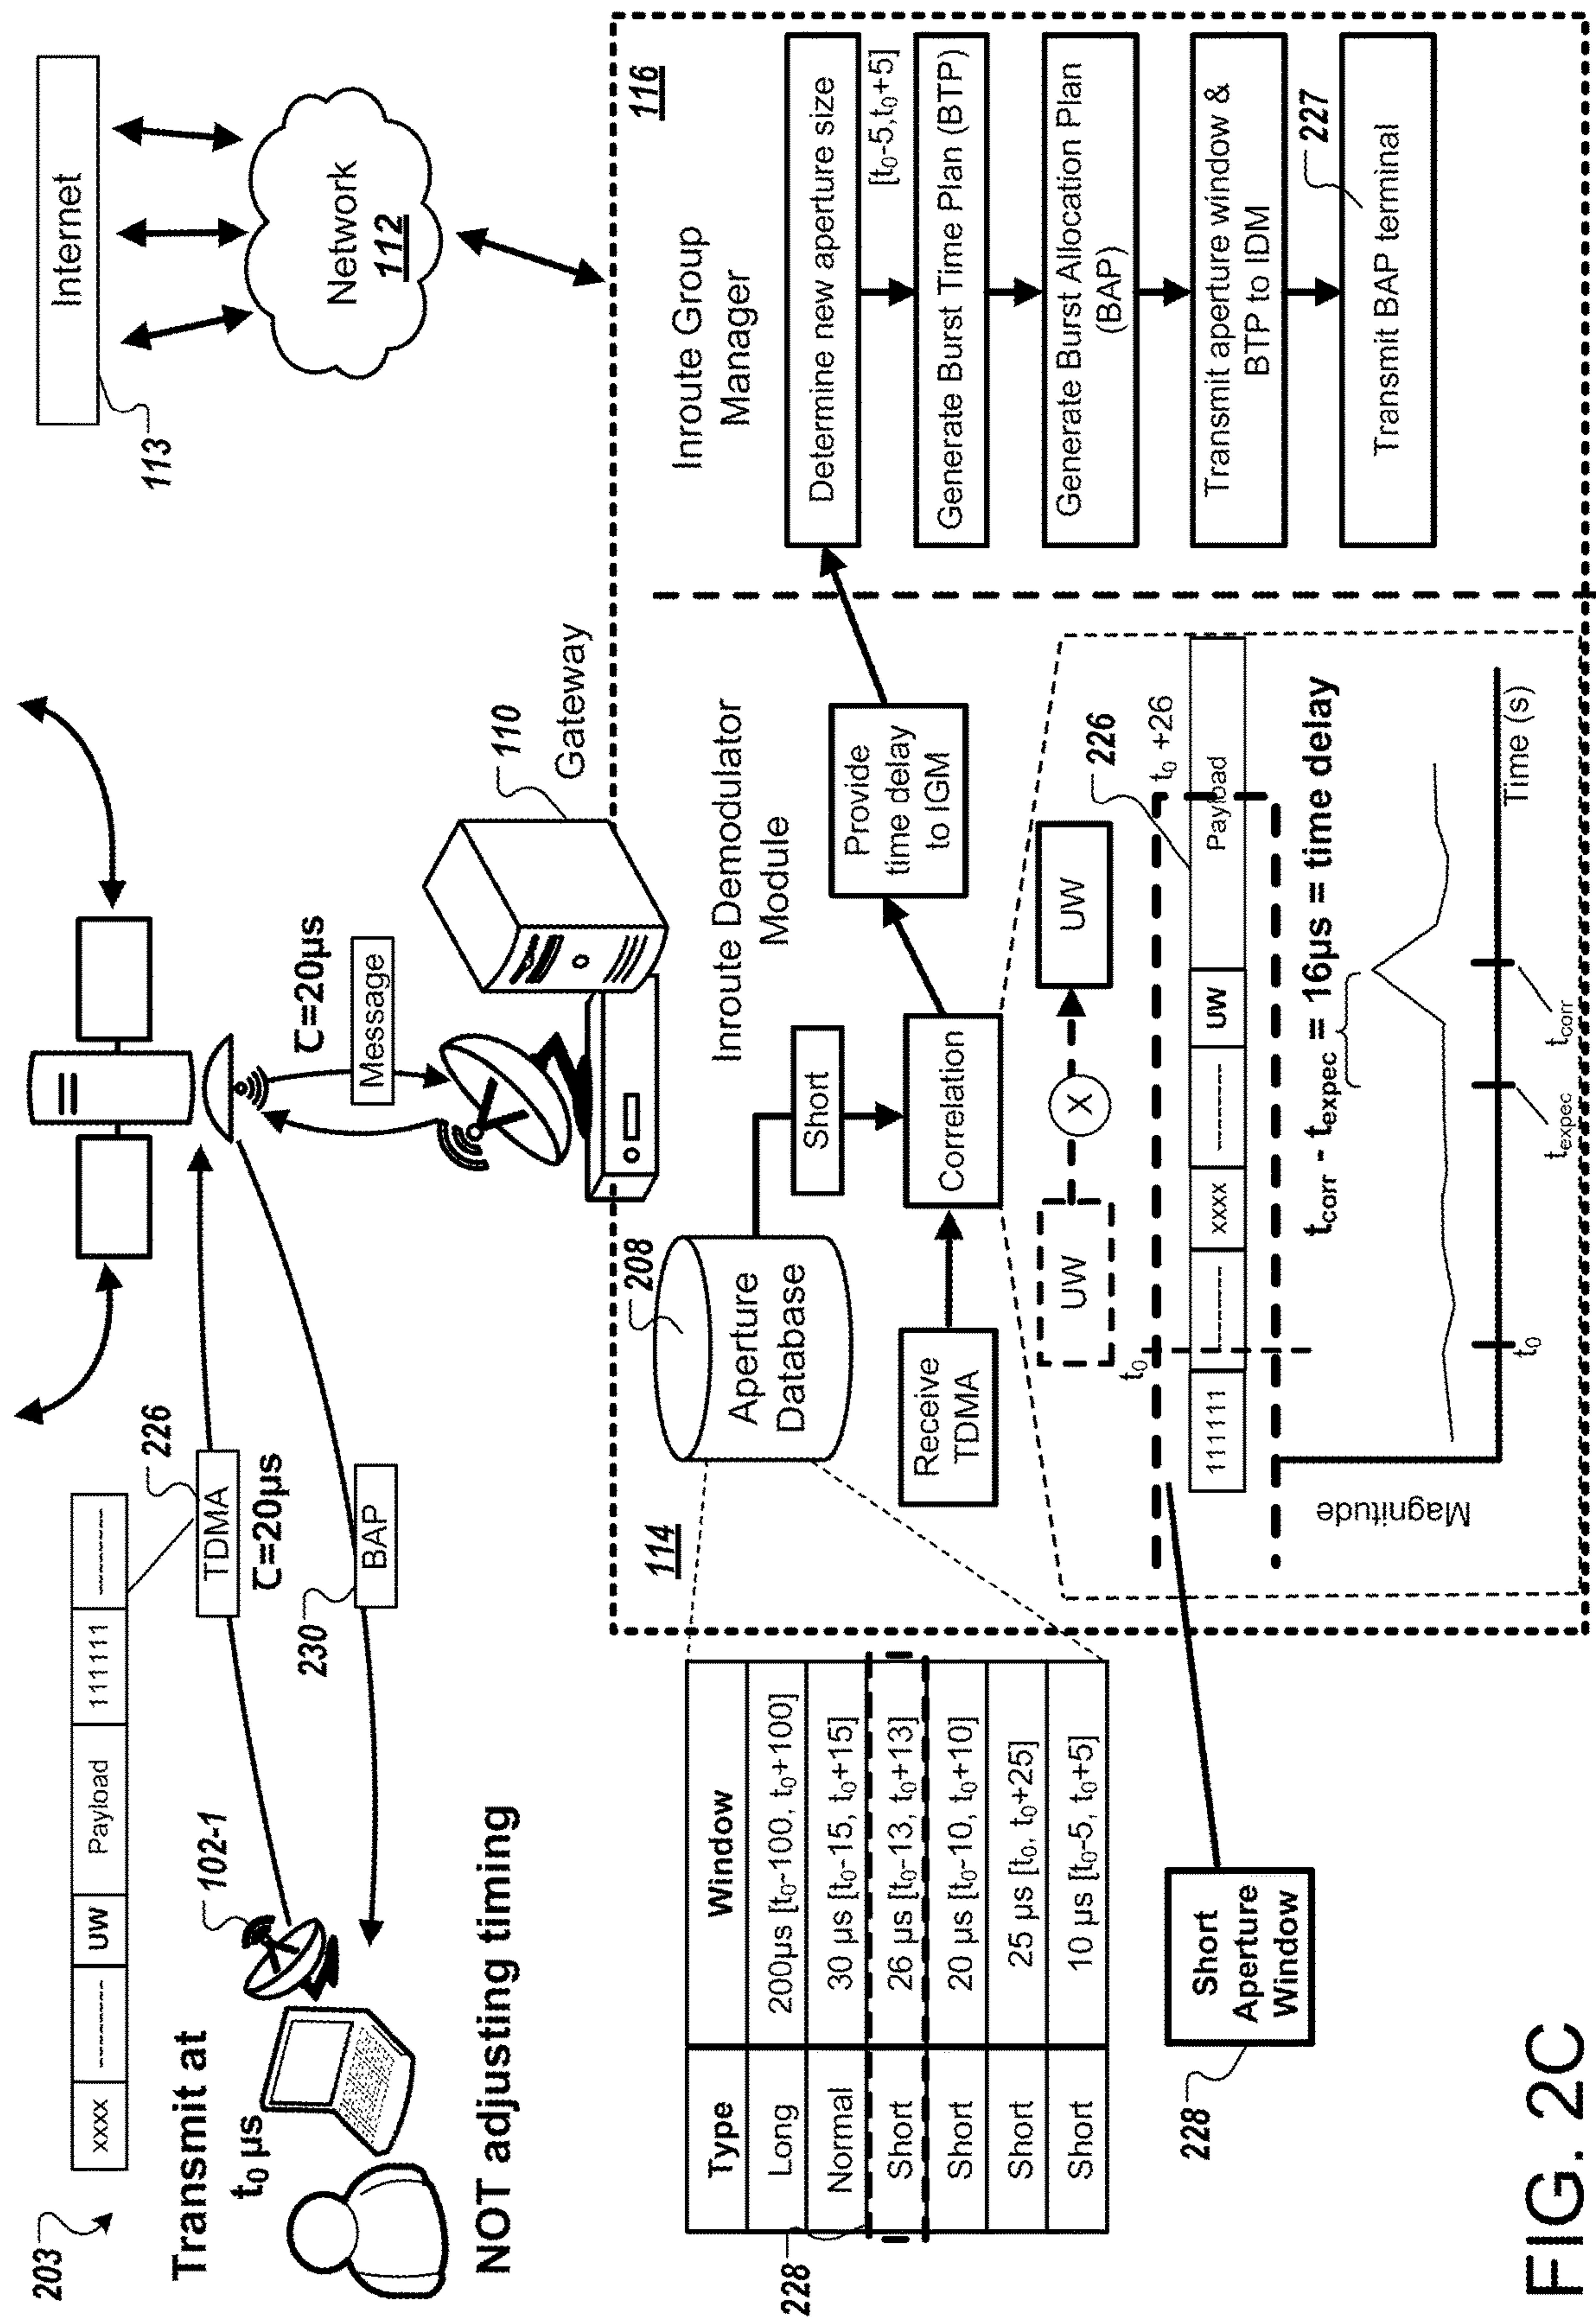 203
xxxx
--------
UW
Payload
111111
--------
226
TDMA
τ=20µs
Transmit at
t0 µs
102-1
230
BAP
NOT adjusting timing
τ=20µs
Message
110
Gateway
Internet
113
Network
112
228
Type Window
Long 200µs [t0-100, t0+100]
Normal 30 µs [t0-15, t0+15]
Short 26 µs [t0-13, t0+13]
Short 20 µs [t0-10, t0+10]
Short 25 µs [t0, t0+25]
Short 10 µs [t0-5, t0+5]
228
Short
Aperture
Window
114
208
Aperture
Database
Inroute Demodulator
Module
Short
Receive
TDMA
Correlation
Provide
time delay
to IGM
UW
X
UW
t0
t0 +26
226
111111
--------
xxxx
--------
UW
Payload
tcorr - texpec = 16µs = time delay
Magnitude
t0
texpec
tcorr
Time (s)
Inroute Group
Manager
116
Determine new aperture size
[t0-5,t0+5]
Generate Burst Time Plan (BTP)
Generate Burst Allocation Plan
(BAP)
Transmit aperture window &
BTP to IDM
227
Transmit BAP terminal
FIG. 2C